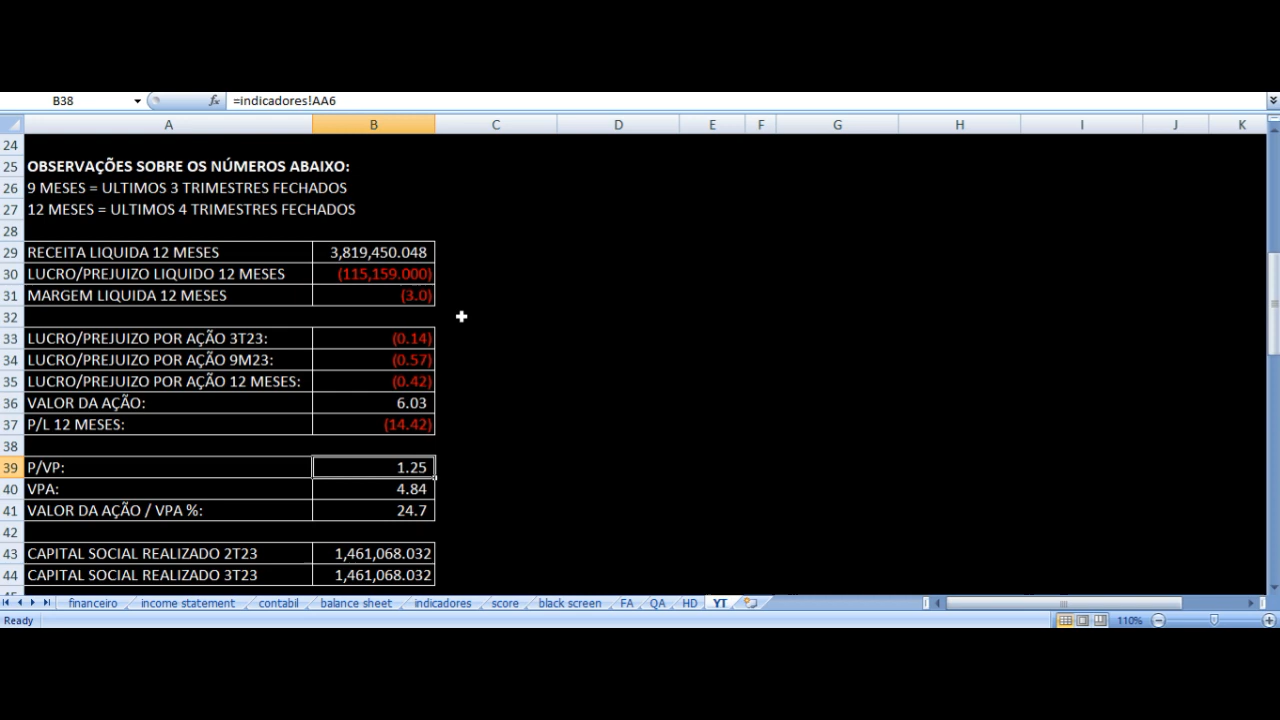 B38 =indicadores!AA6
A B C D E F G H I J K
24
25 OBSERVAÇÕES SOBRE OS NÚMEROS ABAIXO:
26 9 MESES = ULTIMOS 3 TRIMESTRES FECHADOS
27 12 MESES = ULTIMOS 4 TRIMESTRES FECHADOS
28
29 RECEITA LIQUIDA 12 MESES 3,819,450.048
30 LUCRO/PREJUIZO LIQUIDO 12 MESES (115,159.000)
31 MARGEM LIQUIDA 12 MESES (3.0)
32
33 LUCRO/PREJUIZO POR AÇÃO 3T23: (0.14)
34 LUCRO/PREJUIZO POR AÇÃO 9M23: (0.57)
35 LUCRO/PREJUIZO POR AÇÃO 12 MESES: (0.42)
36 VALOR DA AÇÃO: 6.03
37 P/L 12 MESES: (14.42)
38
39 P/VP: 1.25
40 VPA: 4.84
41 VALOR DA AÇÃO / VPA %: 24.7
42
43 CAPITAL SOCIAL REALIZADO 2T23 1,461,068.032
44 CAPITAL SOCIAL REALIZADO 3T23 1,461,068.032
financeiro income statement contabil balance sheet indicadores score black screen FA QA HD YT
Ready 110%